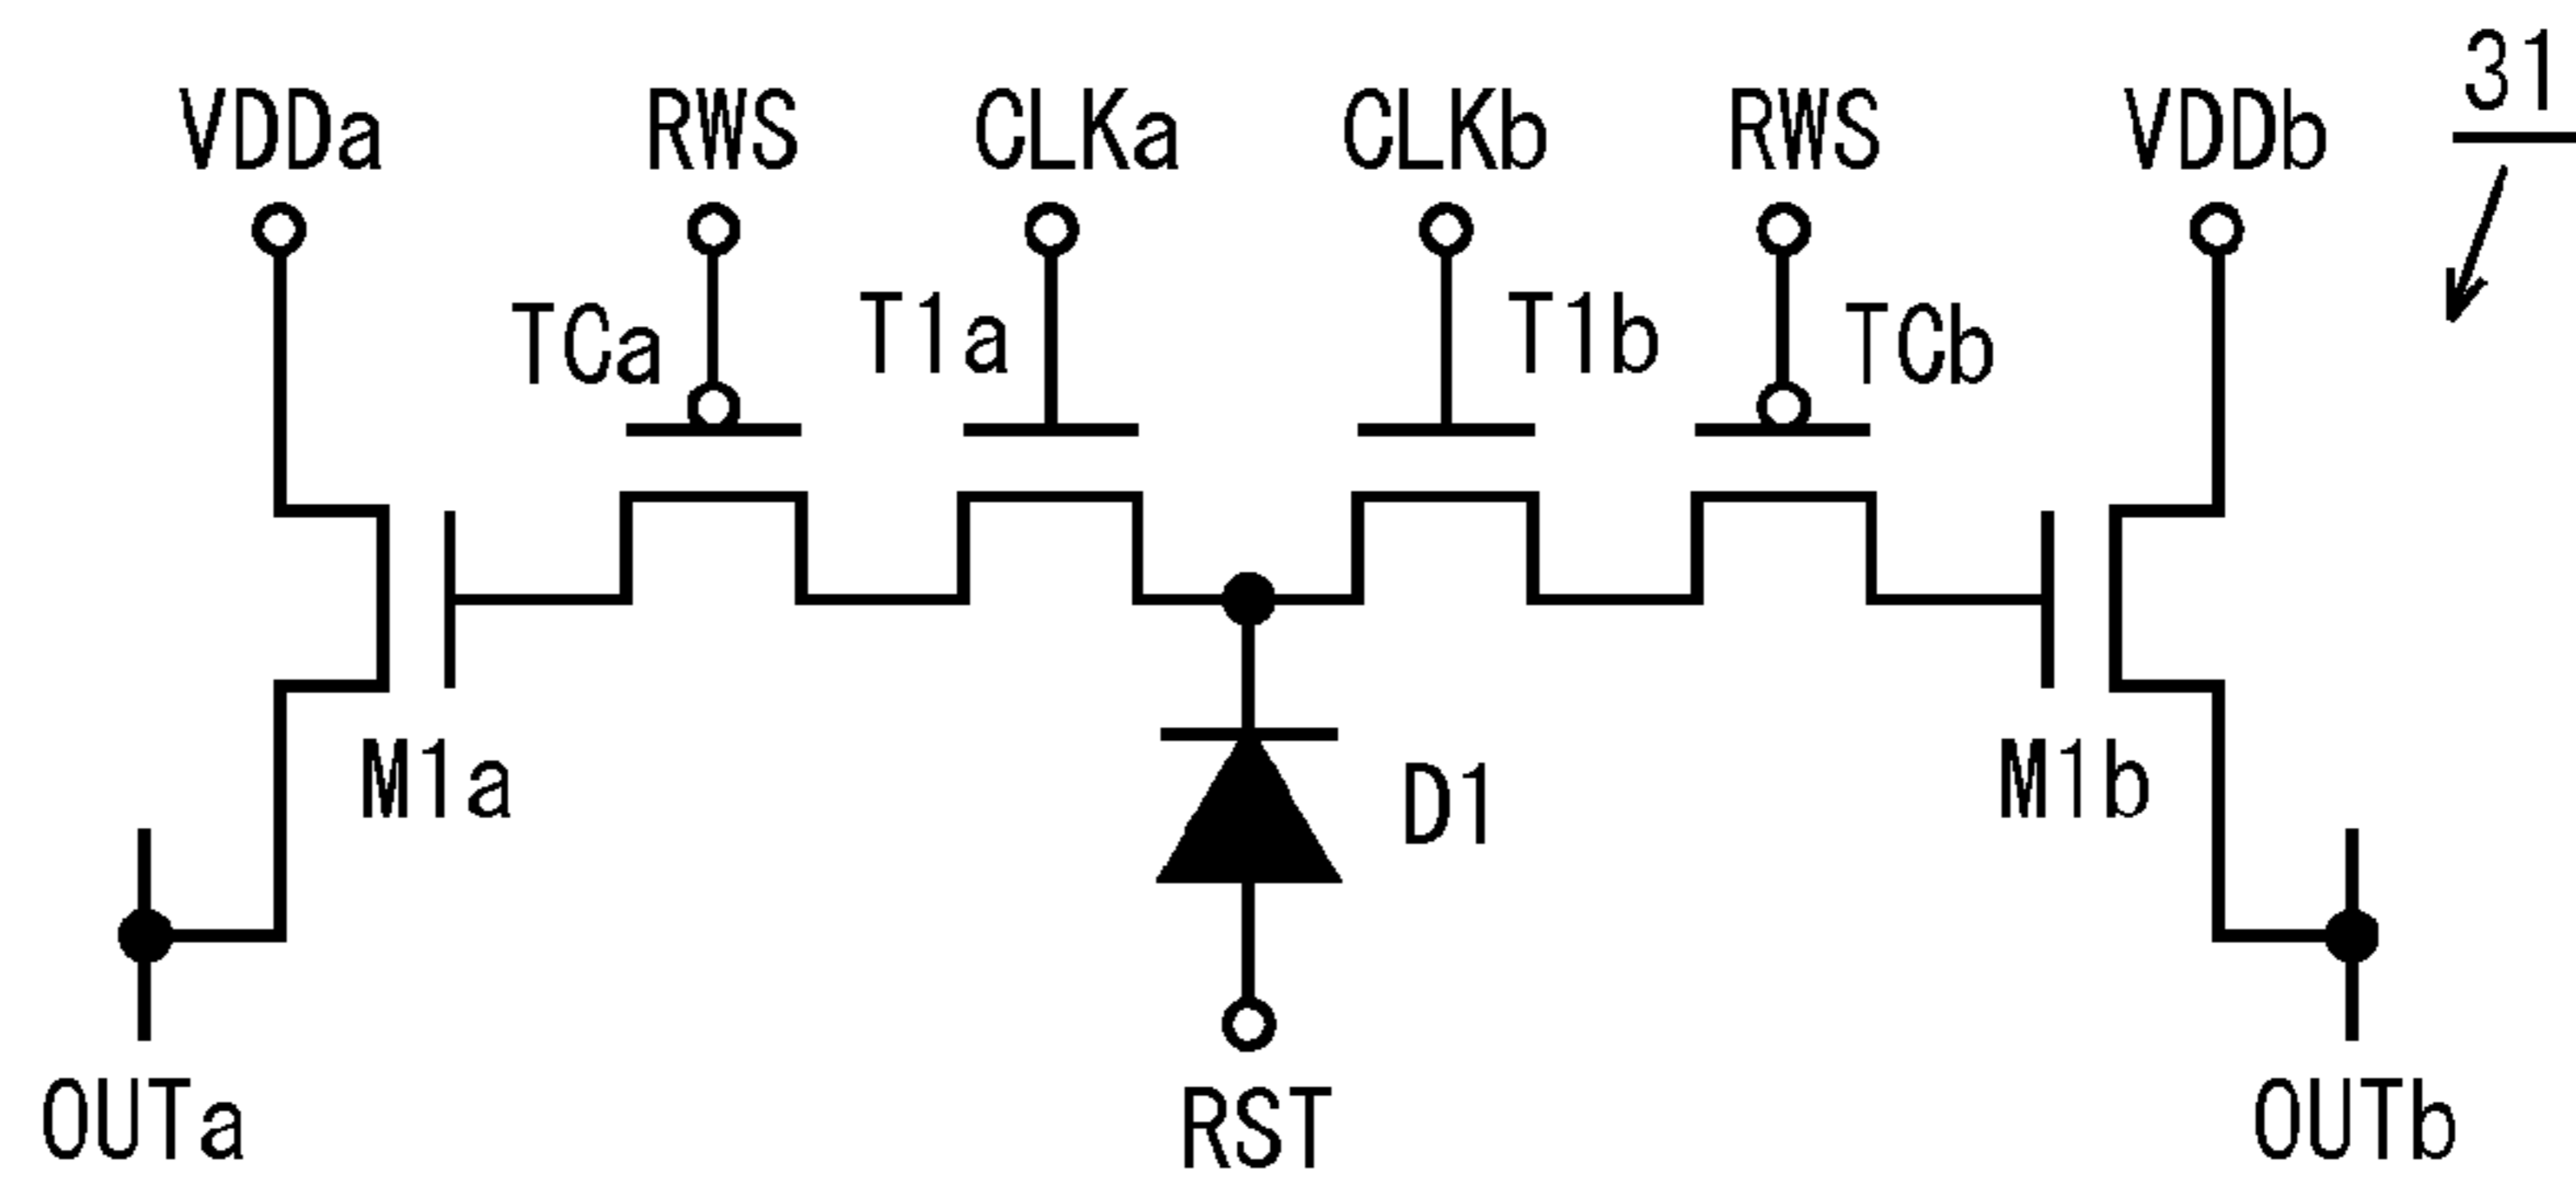 31
VDDa RWS CLKa CLKb RWS VDDb
TCa T1a T1b TCb
M1a D1 M1b
OUTa RST OUTb